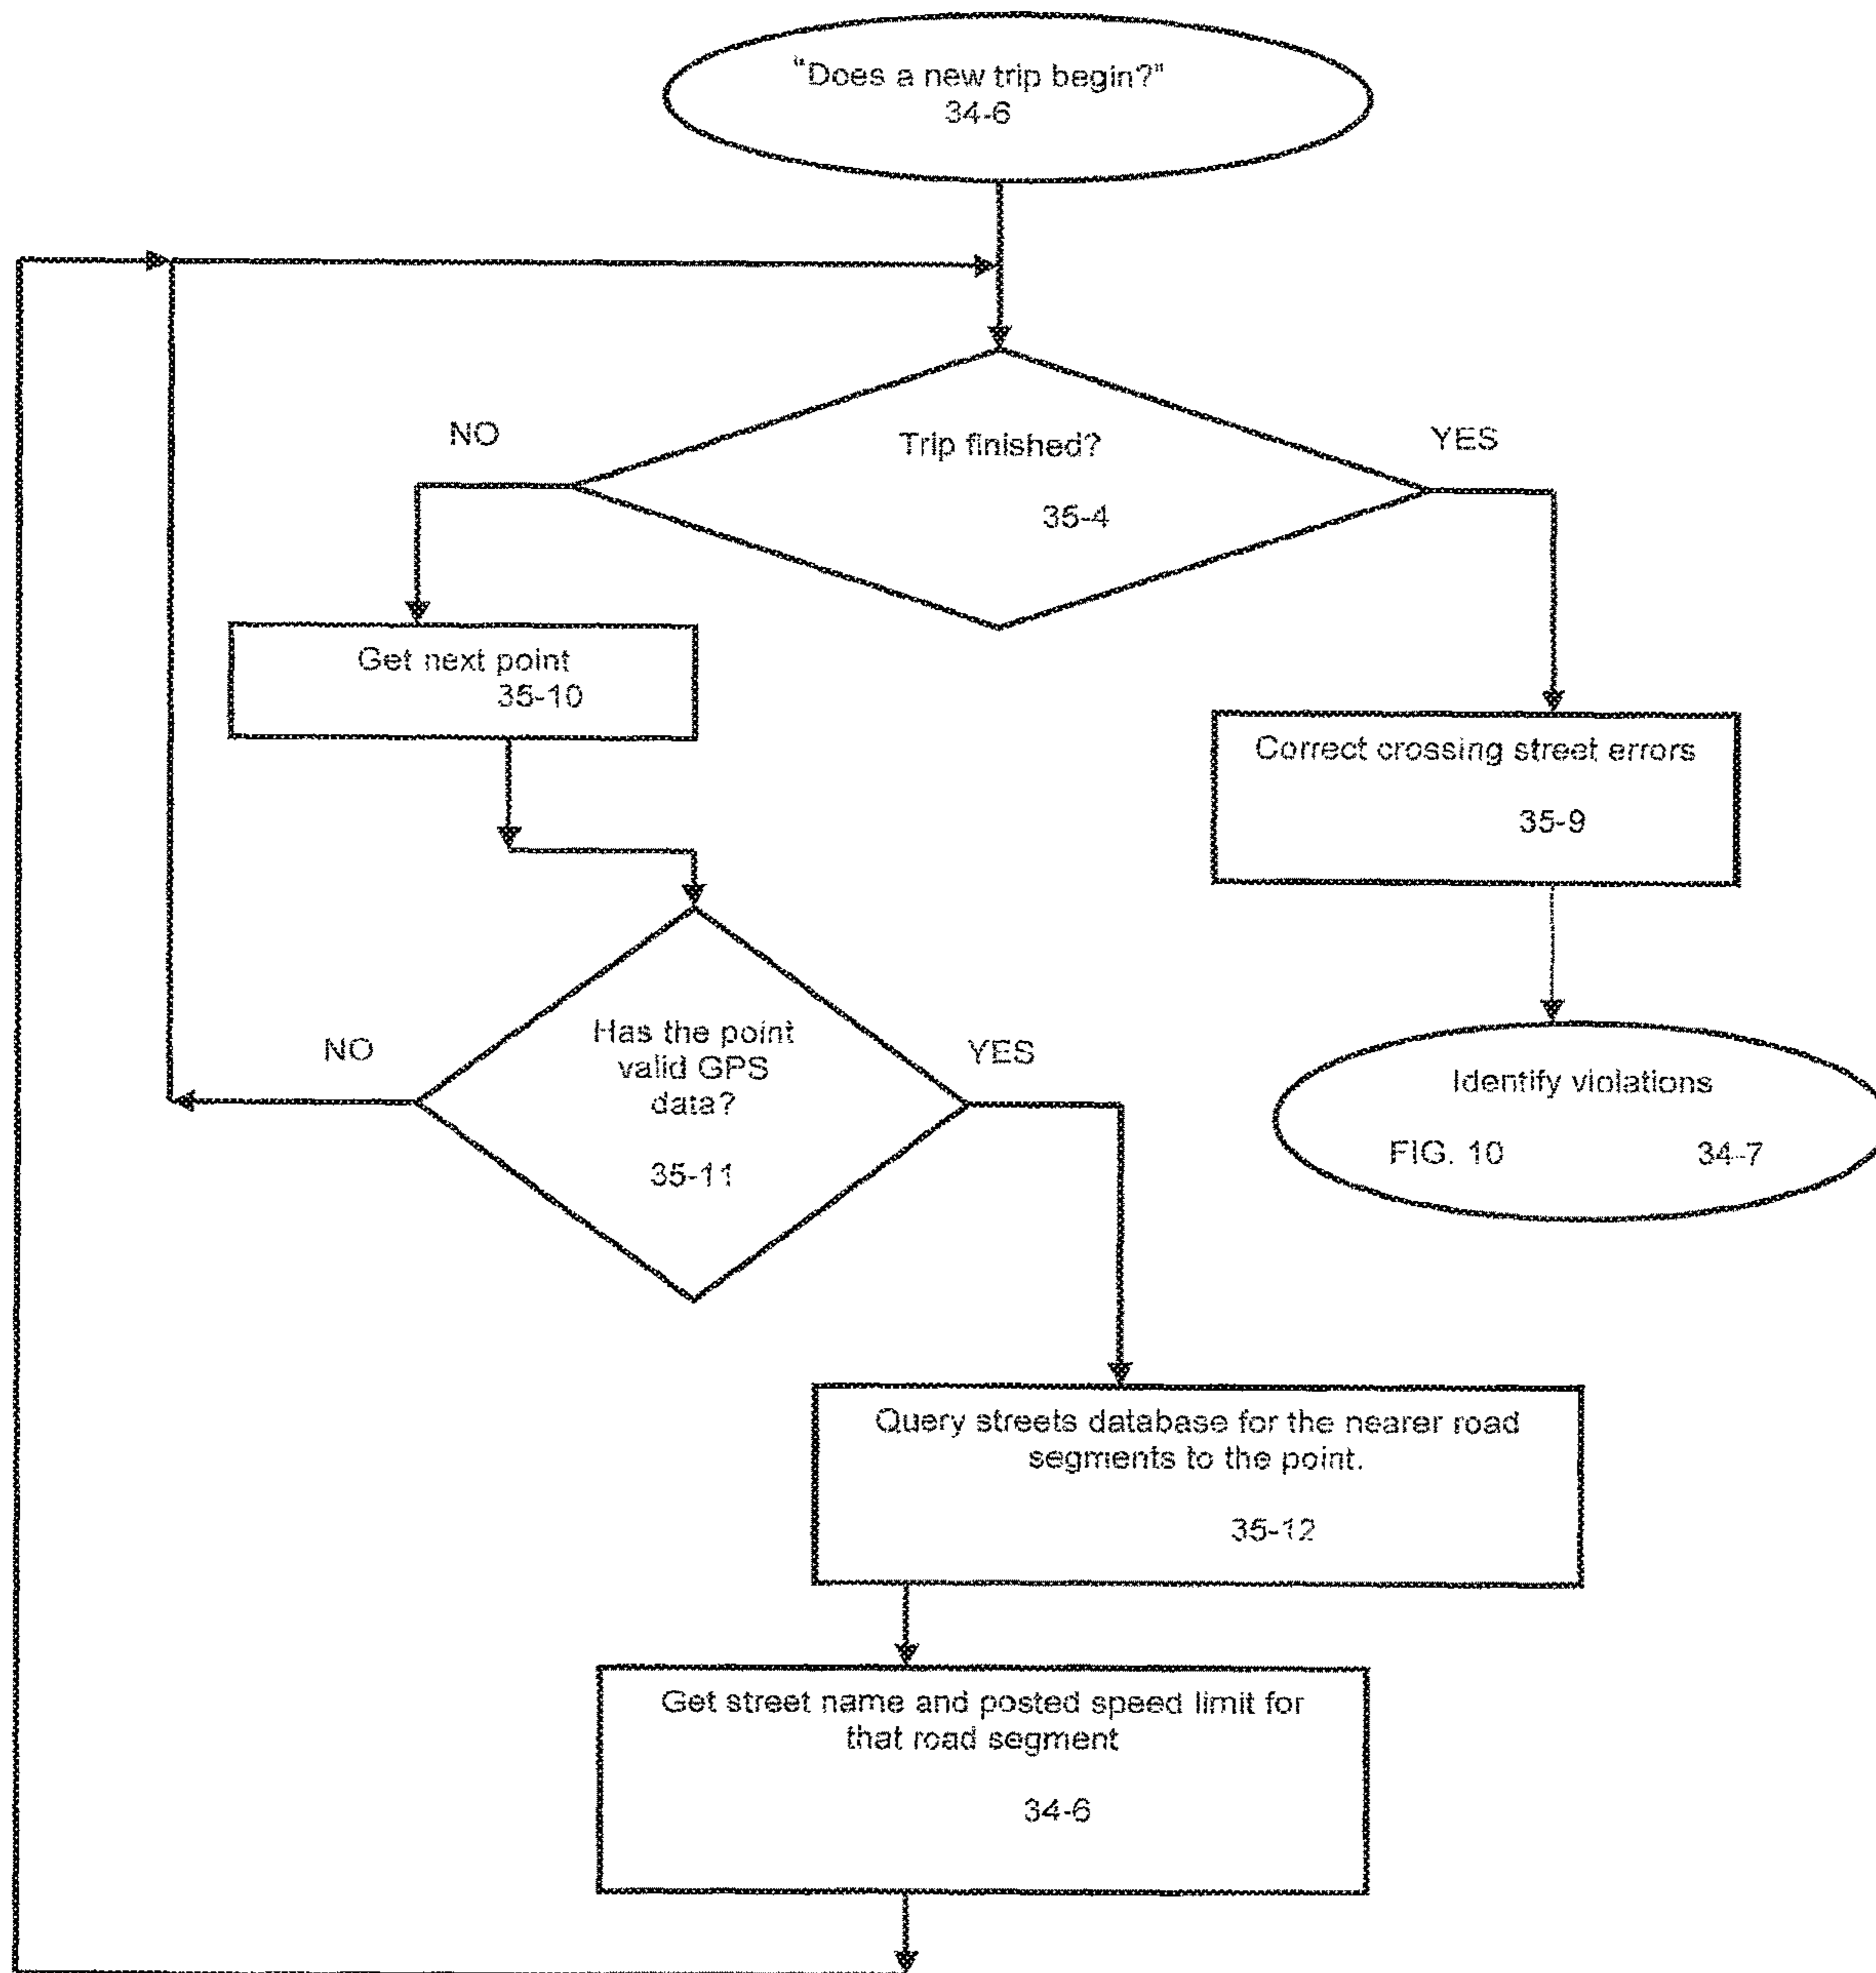 "Does a new trip begin?"
34-6
NO
Trip finished?
YES
35-4
Get next point
35-10
Correct crossing street errors
35-9
NO
Has the point
valid GPS
data?
YES
35-11
Identify violations
FIG. 10 34-7
Query streets database for the nearer road
segments to the point.
35-12
Get street name and posted speed limit for
that road segment
34-6